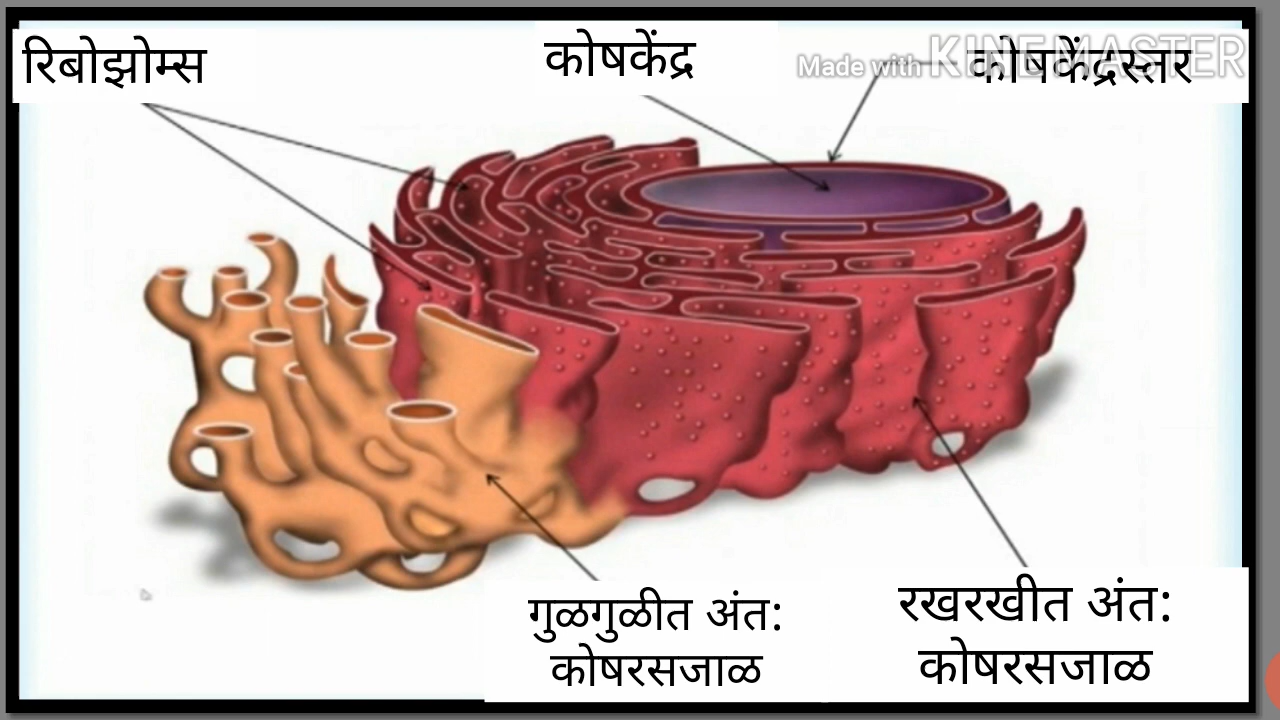 रिबोझोम्स
कोषकेंद्र
Made with KINEMASTER
कोषकेंद्रस्तर
गुळगुळीत अंत:
कोषरसजाळ
रखरखीत अंत:
कोषरसजाळ